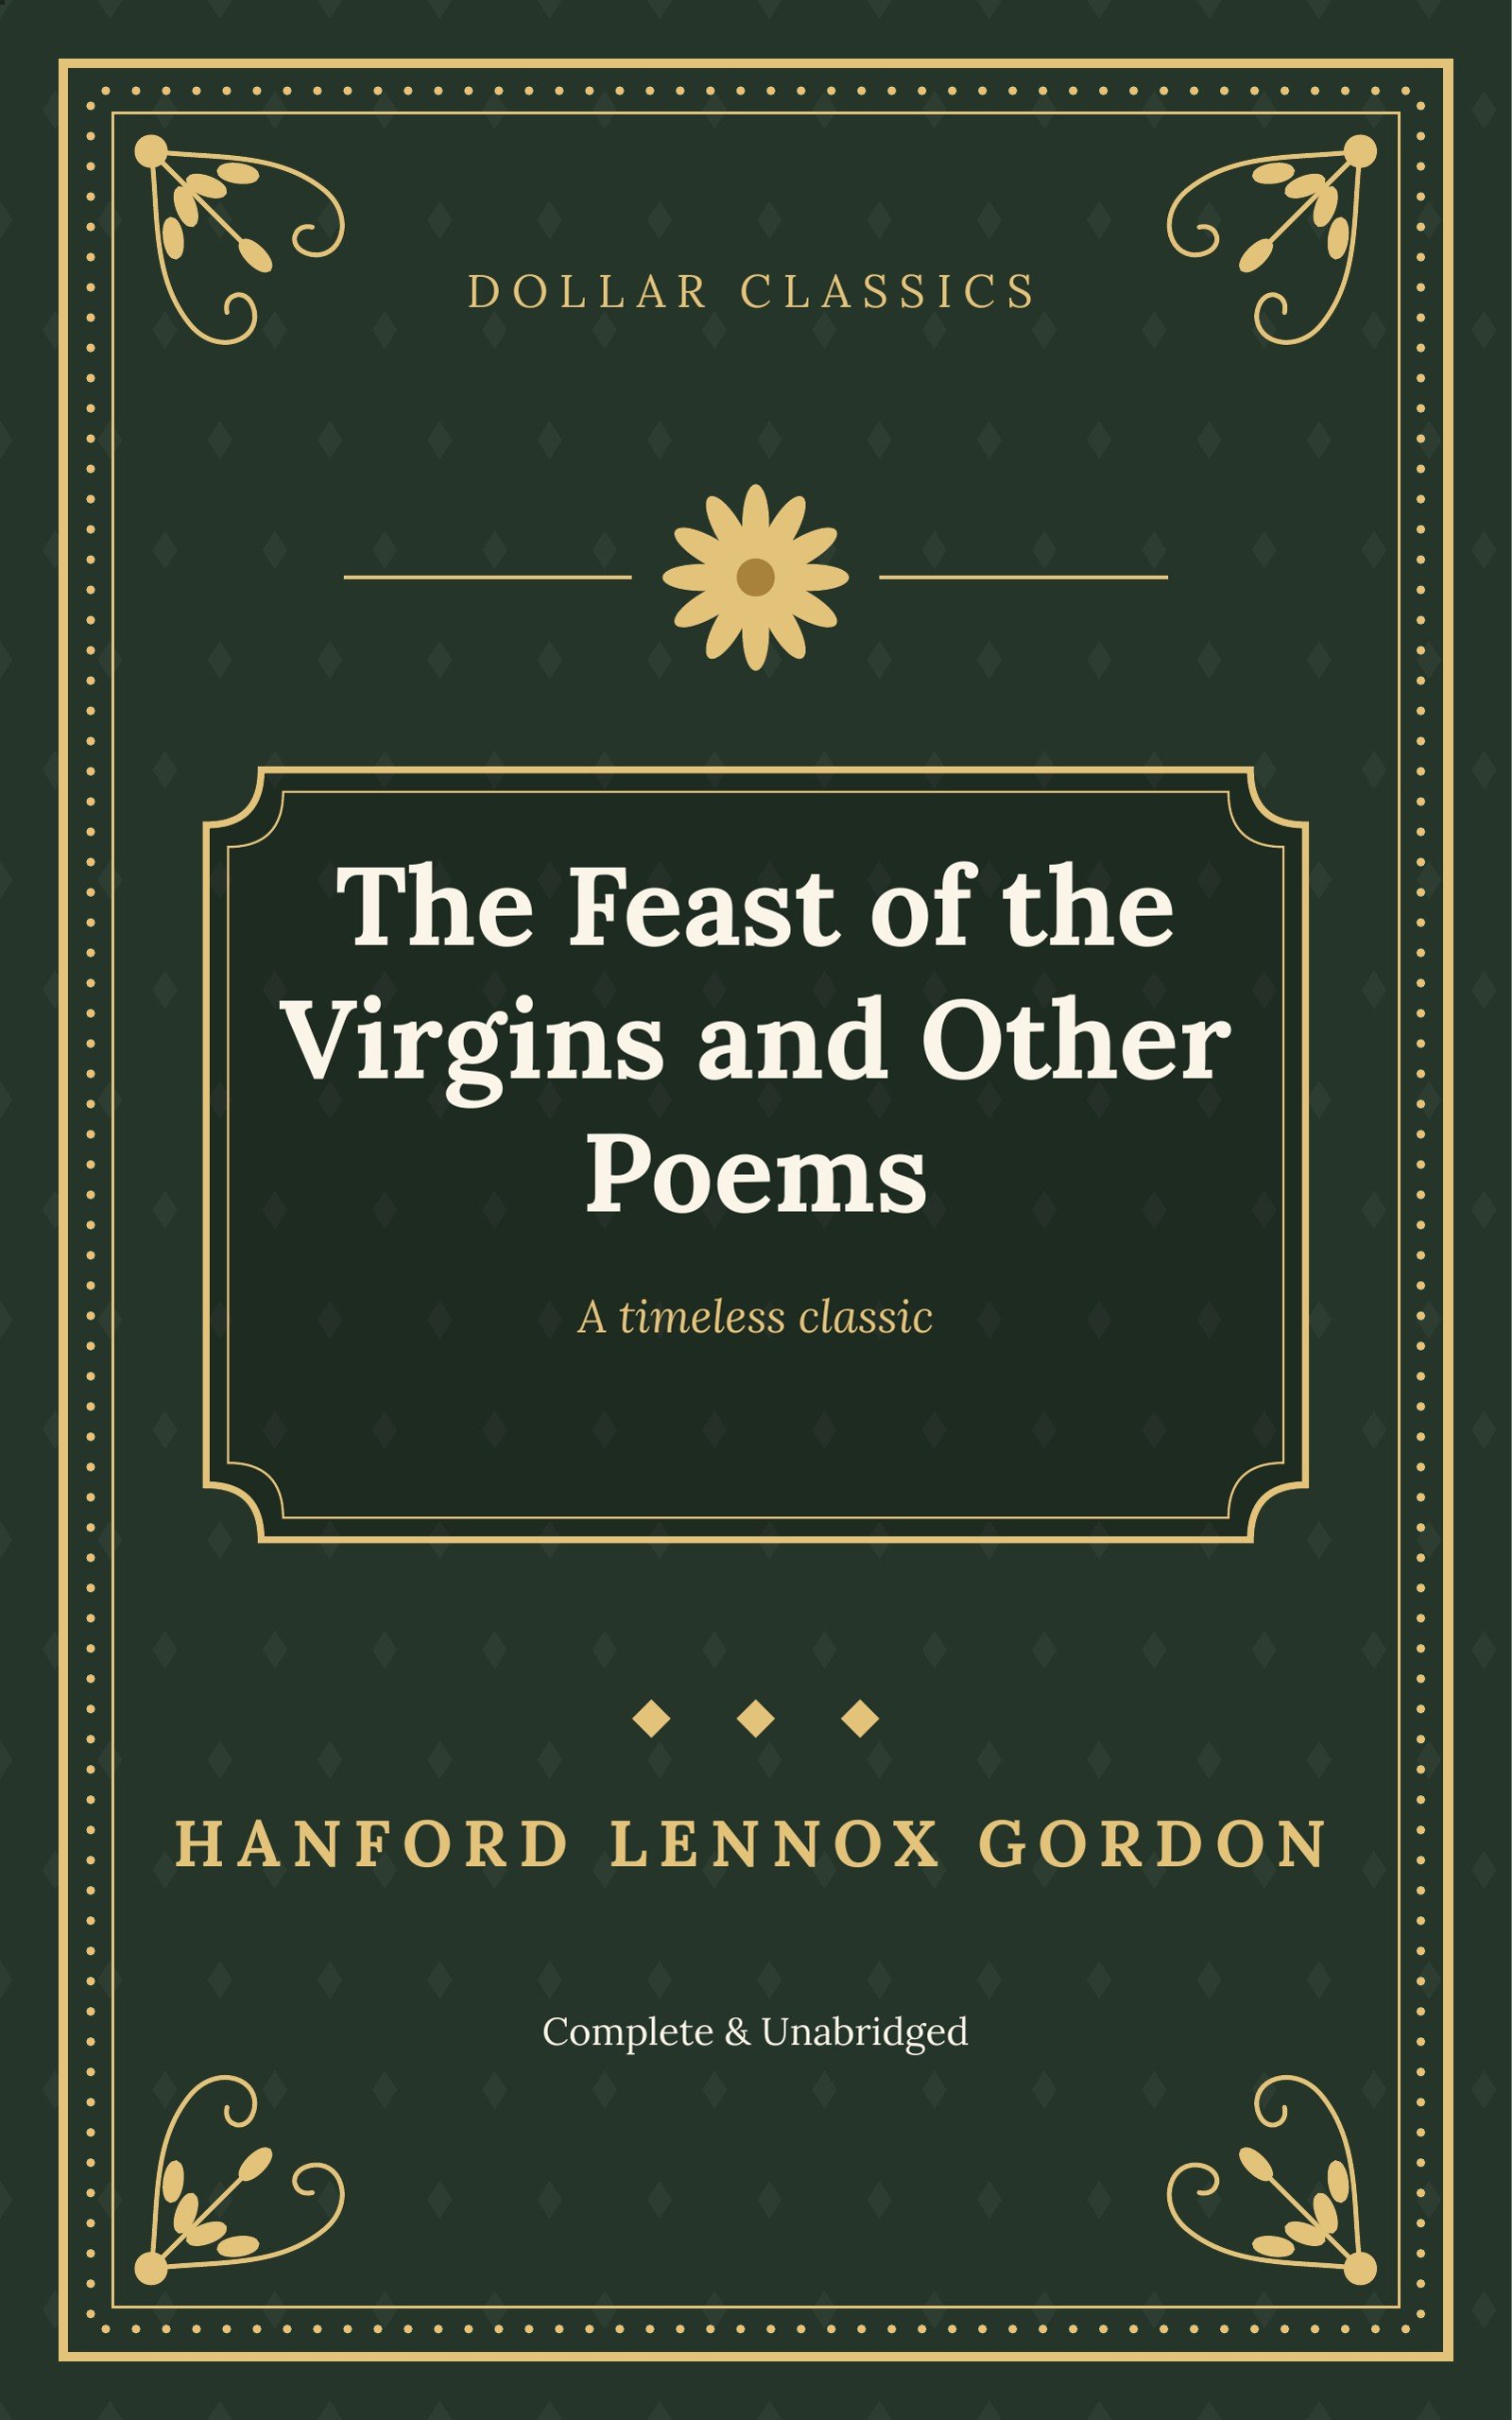 DOLLAR CLASSICS
The Feast of the
Virgins and Other
Poems
A timeless classic
HANFORD LENNOX GORDON
Complete & Unabridged